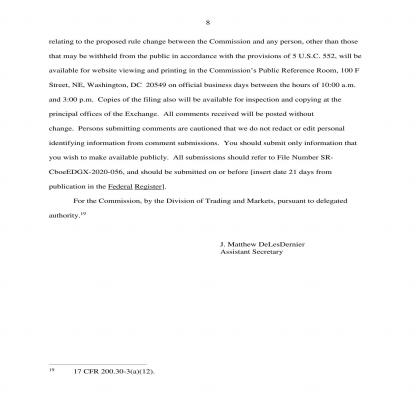 8
relating to the proposed rule change between the Commission and any person, other than those
that may be withheld from the public in accordance with the provisions of 5 U.S.C. 552, will be
available for website viewing and printing in the Commission's Public Reference Room, 100 F
Street, NE, Washington, DC  20549 on official business days between the hours of 10:00 a.m.
and 3:00 p.m.  Copies of the filing also will be available for inspection and copying at the
principal offices of the Exchange.  All comments received will be posted without
change.  Persons submitting comments are cautioned that we do not redact or edit personal
identifying information from comment submissions.  You should submit only information that
you wish to make available publicly.  All submissions should refer to File Number SR-
CboeEDGX-2020-056, and should be submitted on or before [insert date 21 days from
publication in the Federal Register].
For the Commission, by the Division of Trading and Markets, pursuant to delegated
authority.19
J. Matthew DeLesDernier
Assistant Secretary
19 17 CFR 200.30-3(a)(12).